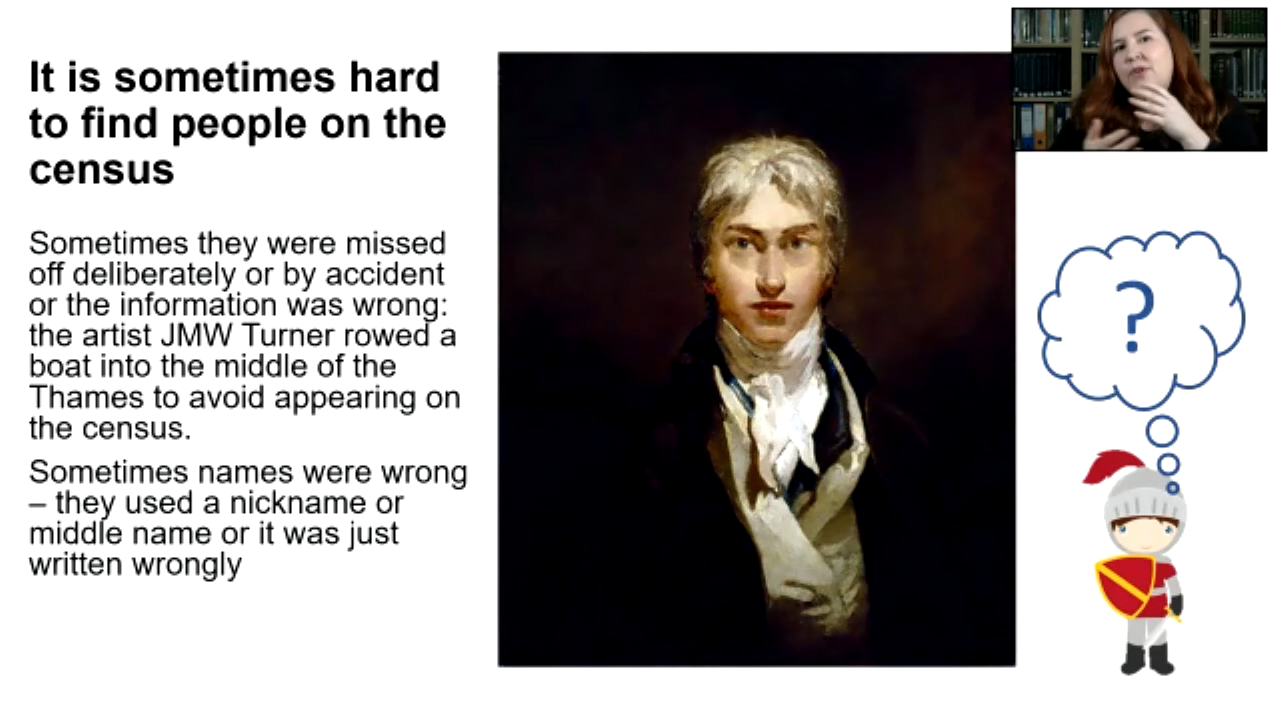 It is sometimes hard
to find people on the
census
Sometimes they were missed
off deliberately or by accident
or the information was wrong:
the artist JMW Turner rowed a
boat into the middle of the
Thames to avoid appearing on
the census.
Sometimes names were wrong
– they used a nickname or
middle name or it was just
written wrongly
?